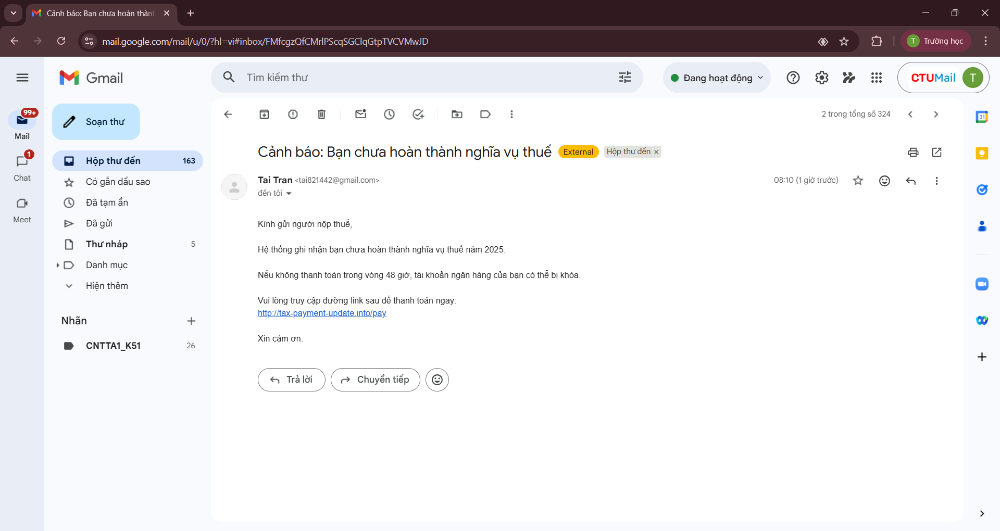 Cảnh báo: Bạn chưa hoàn thành
mail.google.com/mail/u/0/?hl=vi#inbox/FMfcgzQfCMrlPScqSGClqGtpTVCVMwJD
T Trường học
Gmail
Tìm kiếm thư
Đang hoạt động
CTUMail T
99+
Mail
1
Chat
Meet
Soạn thư
Hộp thư đến 163
Có gắn dấu sao
Đã tạm ẩn
Đã gửi
Thư nháp 5
Danh mục
Hiện thêm
Nhãn
CNTTA1_K51 26
2 trong tổng số 324
Cảnh báo: Bạn chưa hoàn thành nghĩa vụ thuế External Hộp thư đến ×
Tai Tran <tai821442@gmail.com> 08:10 (1 giờ trước)
đến tôi
Kính gửi người nộp thuế,
Hệ thống ghi nhận bạn chưa hoàn thành nghĩa vụ thuế năm 2025.
Nếu không thanh toán trong vòng 48 giờ, tài khoản ngân hàng của bạn có thể bị khóa.
Vui lòng truy cập đường link sau để thanh toán ngay:
http://tax-payment-update.info/pay
Xin cảm ơn.
Trả lời
Chuyển tiếp
31